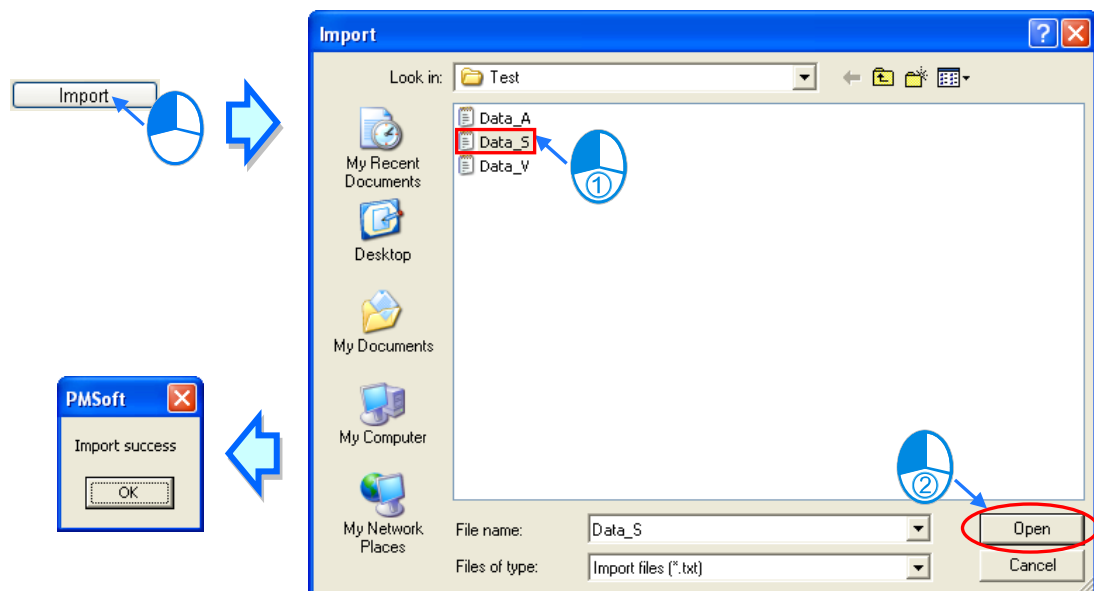 Import
Import
Look in:
Test
Data_A
Data_S
Data_V
1
My Recent
Documents
Desktop
My Documents
My Computer
My Network
Places
2
File name:
Data_S
Open
Files of type:
Import files (*.txt)
Cancel
PMSoft
Import success
OK